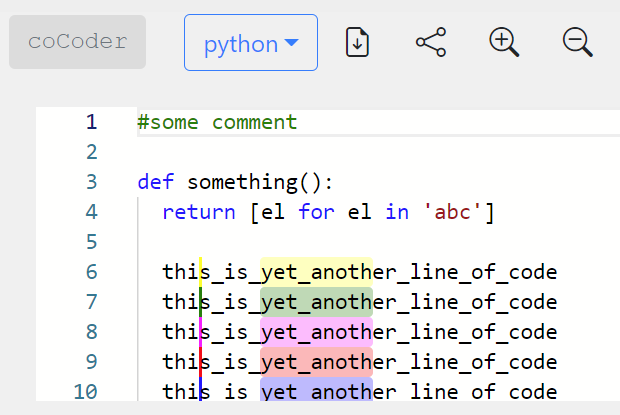 coCoder
python
1 #some comment
2
3 def something():
4   return [el for el in 'abc']
5
6   this_is_yet_another_line_of_code
7   this_is_yet_another_line_of_code
8   this_is_yet_another_line_of_code
9   this_is_yet_another_line_of_code
10   this_is_yet_another_line_of_code